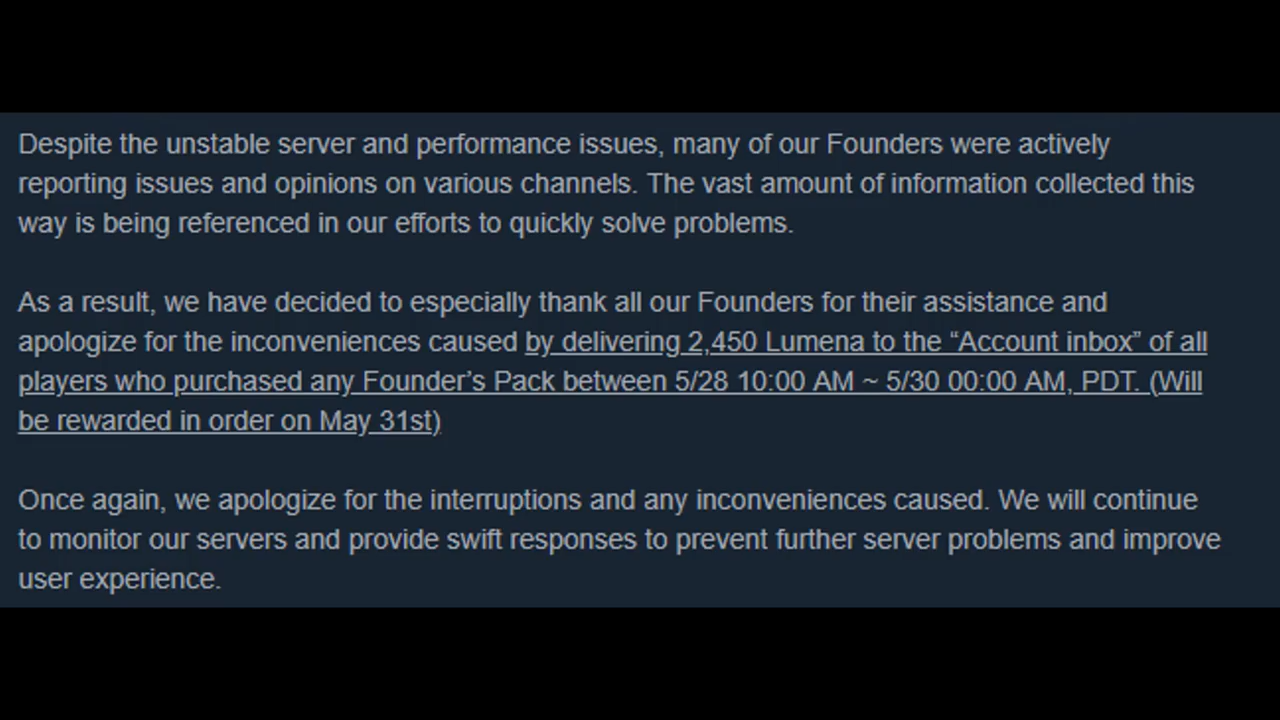 Despite the unstable server and performance issues, many of our Founders were actively
reporting issues and opinions on various channels. The vast amount of information collected this
way is being referenced in our efforts to quickly solve problems.
As a result, we have decided to especially thank all our Founders for their assistance and
apologize for the inconveniences caused by delivering 2,450 Lumena to the “Account inbox” of all
players who purchased any Founder’s Pack between 5/28 10:00 AM ~ 5/30 00:00 AM, PDT. (Will
be rewarded in order on May 31st)
Once again, we apologize for the interruptions and any inconveniences caused. We will continue
to monitor our servers and provide swift responses to prevent further server problems and improve
user experience.